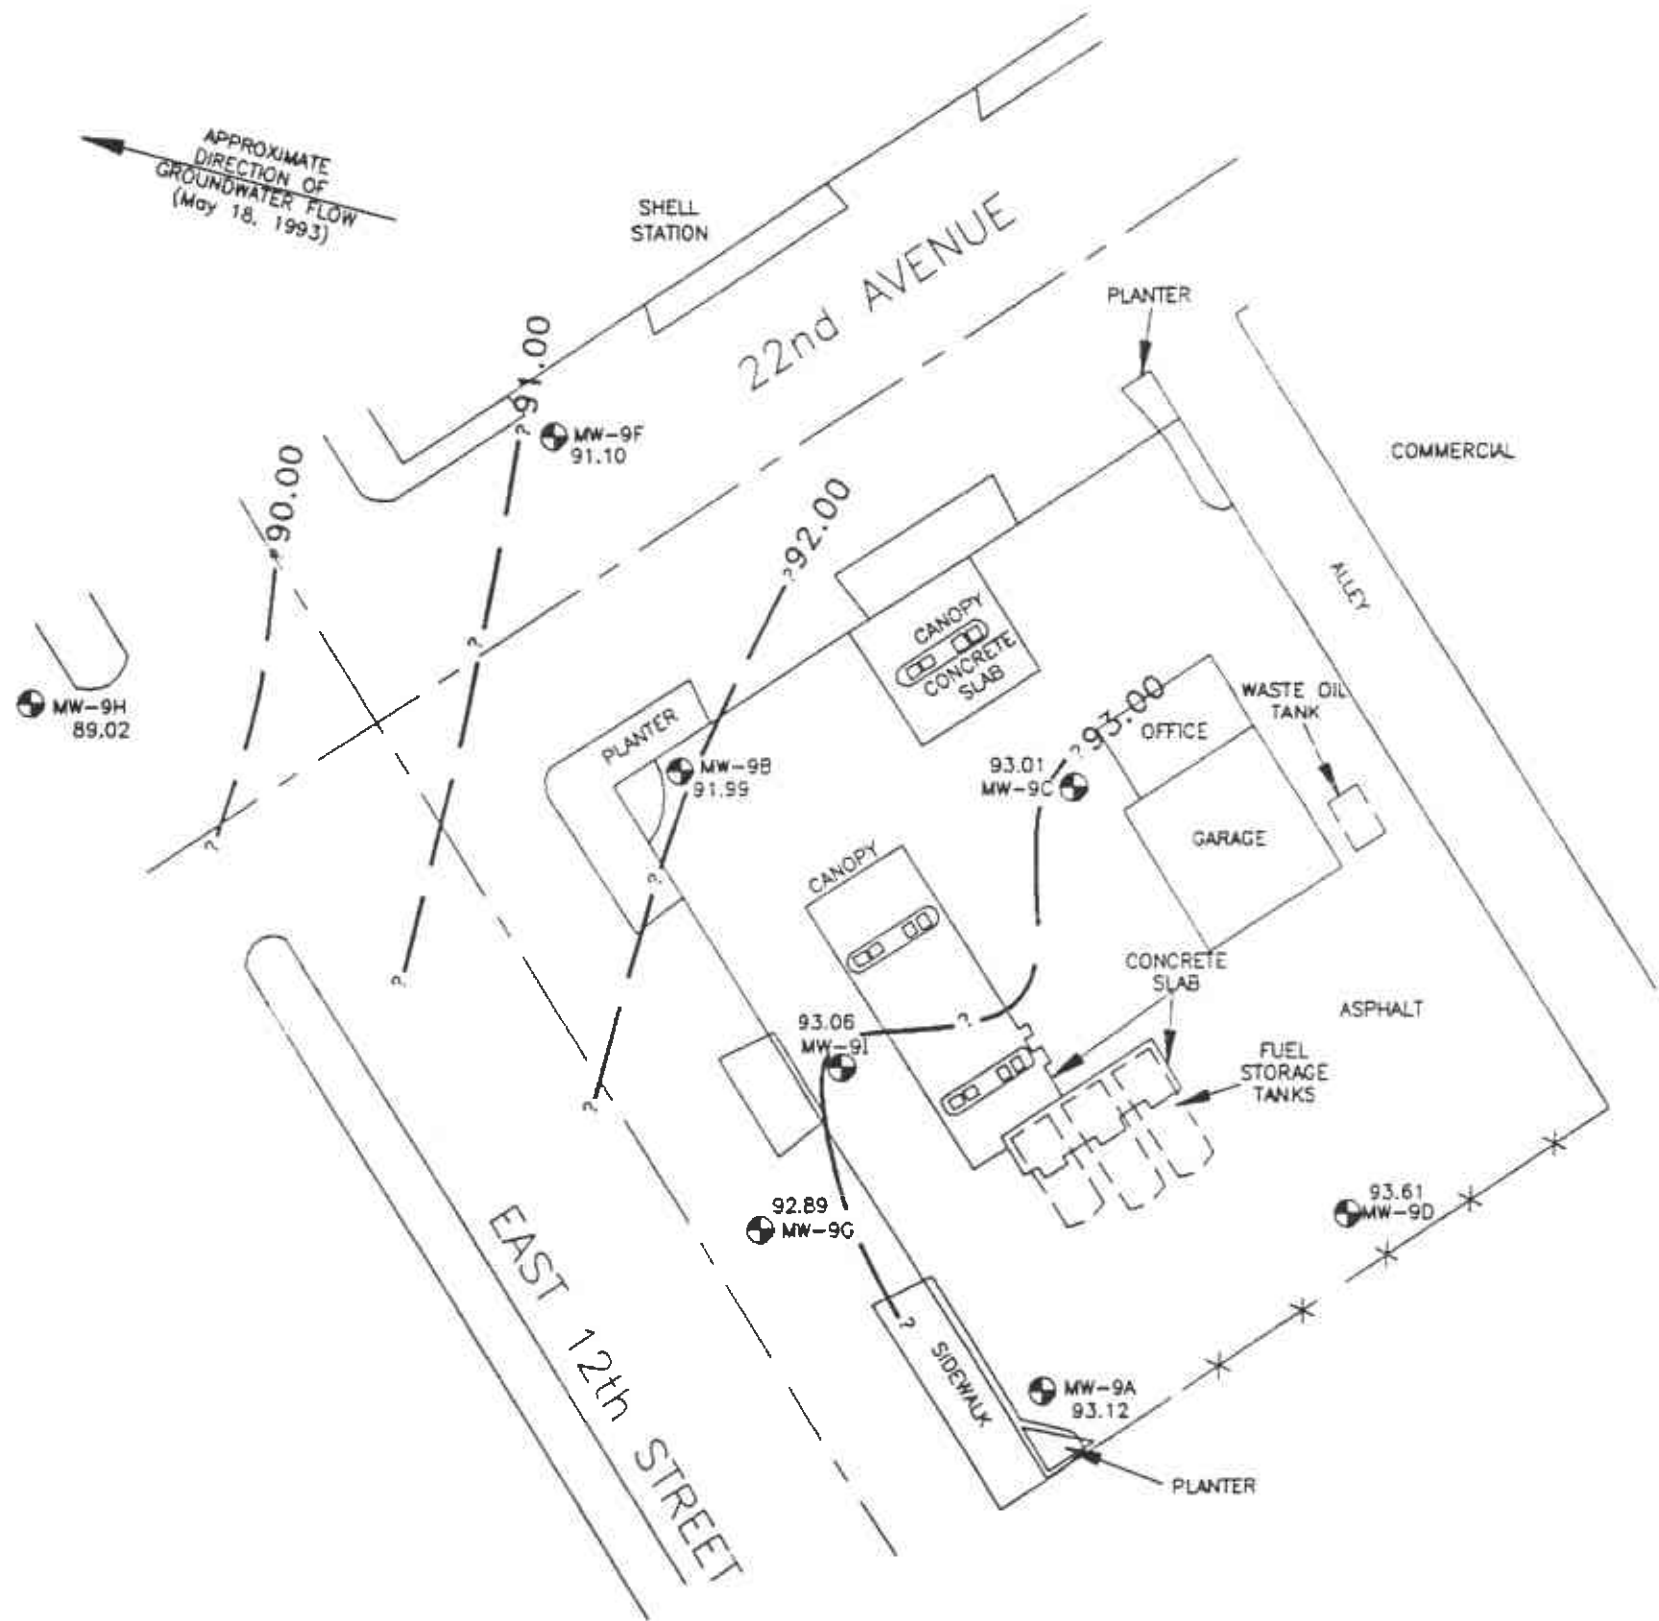 APPROXIMATE
DIRECTION OF
GROUNDWATER FLOW
(May 18, 1993)
SHELL
STATION
22nd AVENUE
PLANTER
COMMERCIAL
ALLEY
91.00
MW-9F
91.10
90.00
92.00
MW-9H
89.02
CANOPY
CONCRETE
SLAB
PLANTER
MW-9B
91.99
93.00
OFFICE
WASTE OIL
TANK
93.01
MW-9C
GARAGE
CANOPY
CONCRETE
SLAB
ASPHALT
93.06
MW-9I
FUEL
STORAGE
TANKS
92.89
MW-9G
93.61
MW-9D
EAST 12th STREET
SIDEWALK
MW-9A
93.12
PLANTER
?
?
?
?
?
?
?
?
?
?